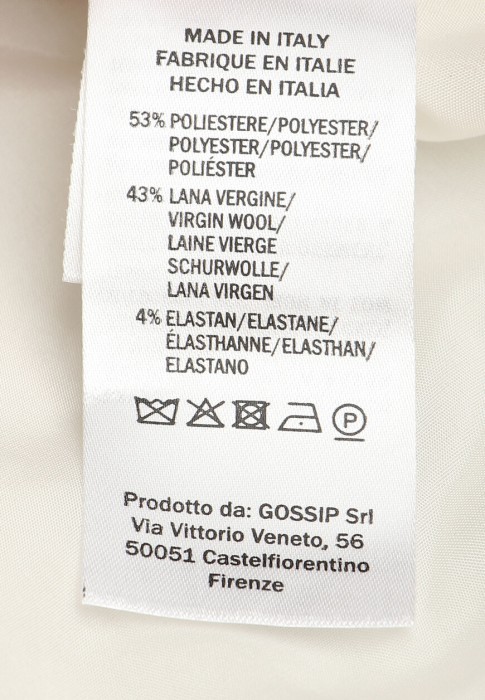 MADE IN ITALY
FABRIQUE EN ITALIE
HECHO EN ITALIA
53% POLIESTERE/POLYESTER/
POLYESTER/POLYESTER/
POLIÉSTER
43% LANA VERGINE/
VIRGIN WOOL/
LAINE VIERGE
SCHURWOLLE/
LANA VIRGEN
4% ELASTAN/ELASTANE/
ÉLASTHANNE/ELASTHAN/
ELASTANO
P
Prodotto da: GOSSIP Srl
Via Vittorio Veneto, 56
50051 Castelfiorentino
Firenze